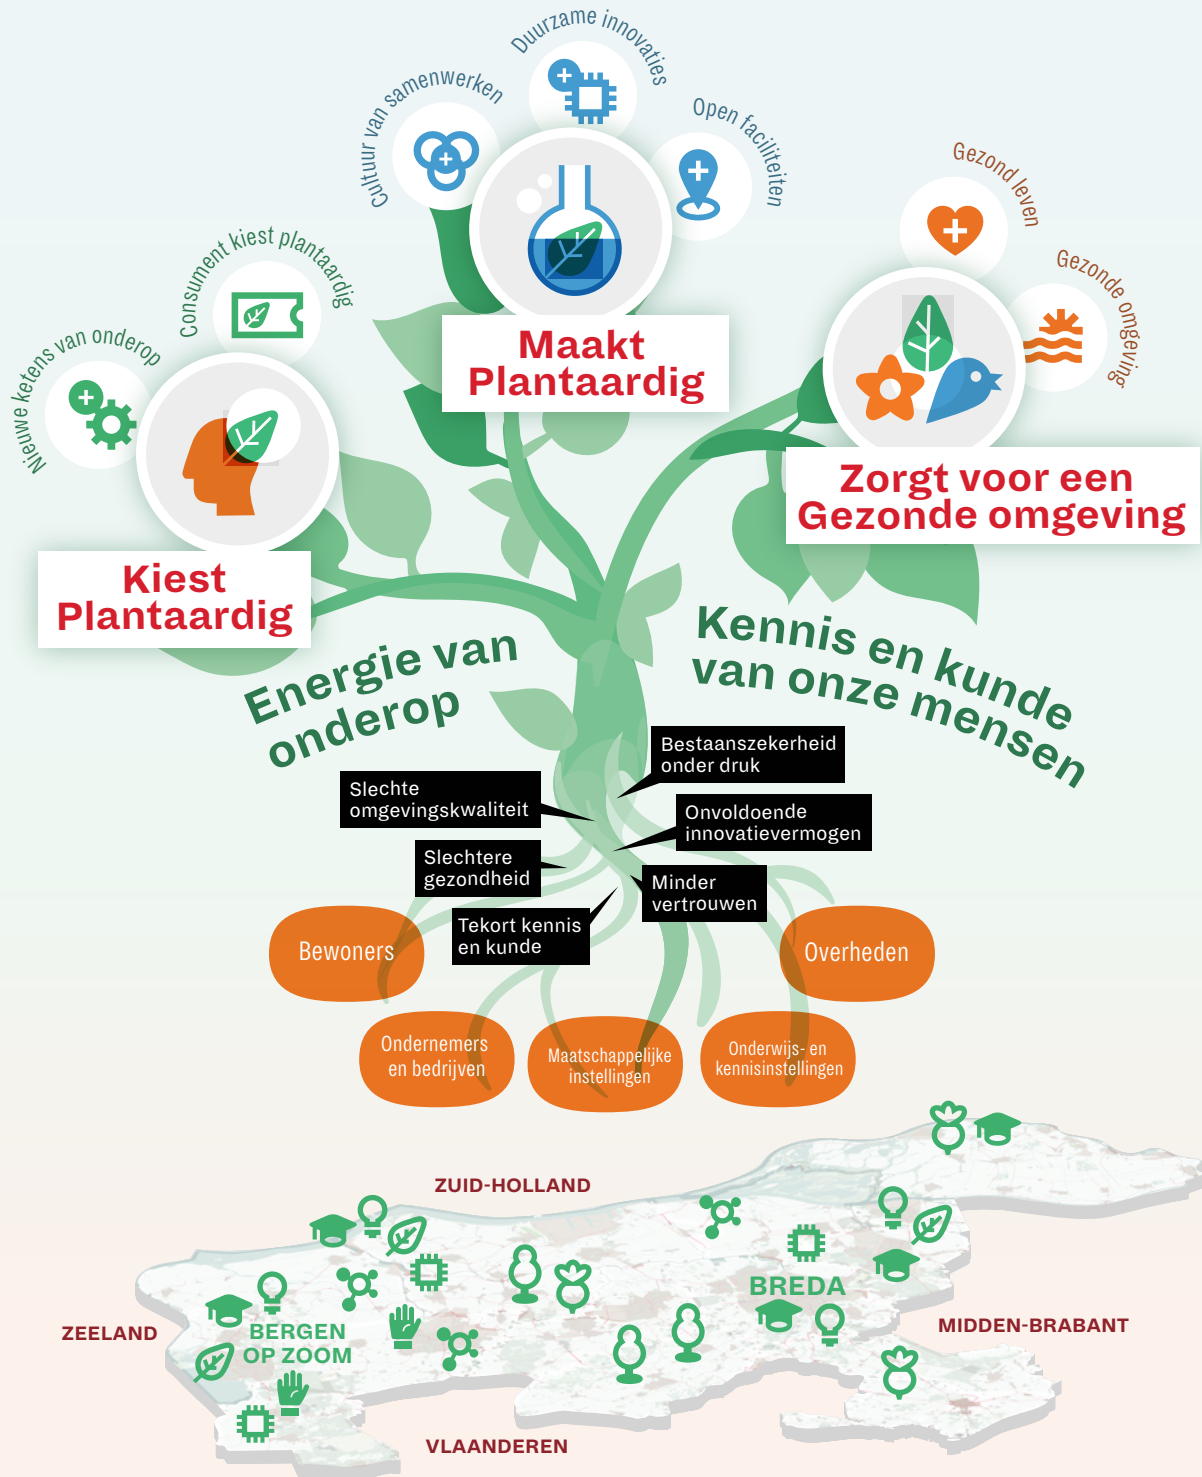 Duurzame innovaties
Cultuur van samenwerken
Open faciliteiten
Gezond leven
Gezonde omgeving
Consument kiest plantaardig
Nieuwe ketens van onderop
Maakt
Plantaardig
Zorgt voor een
Gezonde omgeving
Kiest
Plantaardig
Energie van
onderop
Kennis en kunde
van onze mensen
Bestaanszekerheid
onder druk
Slechte
omgevingskwaliteit
Onvoldoende
innovatievermogen
Slechtere
gezondheid
Minder
vertrouwen
Tekort kennis
en kunde
Bewoners
Overheden
Ondernemers
en bedrijven
Maatschappelijke
instellingen
Onderwijs- en
kennisinstellingen
ZUID-HOLLAND
BREDA
ZEELAND
BERGEN
OP ZOOM
MIDDEN-BRABANT
VLAANDEREN